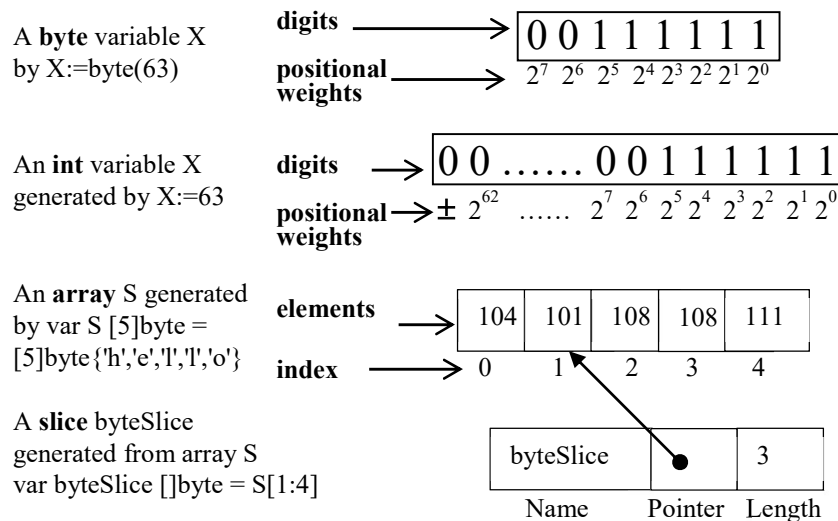 A byte variable X
by X:=byte(63)
digits
0 0 1 1 1 1 1 1
positional
weights
2^7 2^6 2^5 2^4 2^3 2^2 2^1 2^0
An int variable X
generated by X:=63
digits
0 0 ...... 0 0 1 1 1 1 1 1
positional
weights
± 2^62 ...... 2^7 2^6 2^5 2^4 2^3 2^2 2^1 2^0
An array S generated
by var S [5]byte =
[5]byte{'h','e','l','l','o'}
elements
104 101 108 108 111
index
0 1 2 3 4
A slice byteSlice
generated from array S
var byteSlice []byte = S[1:4]
byteSlice 3
Name Pointer Length